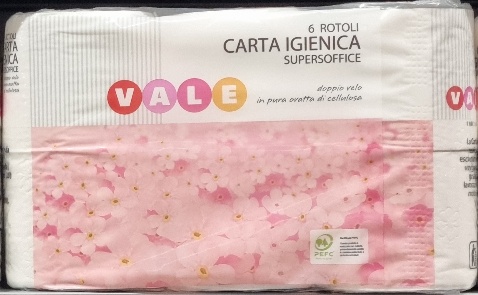 6 ROTOLI
CARTA IGIENICA
SUPERSOFFICE
VALE
doppio velo
in pura ovatta di cellulosa
PEFC